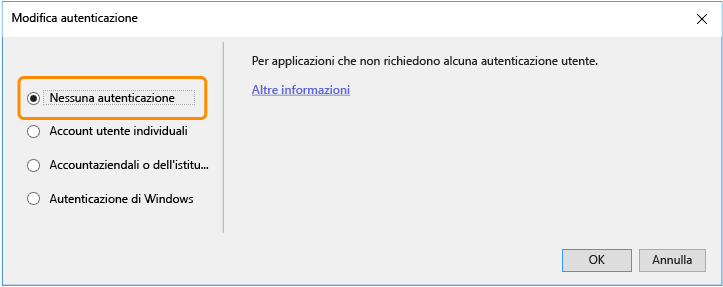 Modifica autenticazione
Per applicazioni che non richiedono alcuna autenticazione utente.
Altre informazioni
Nessuna autenticazione
Account utente individuali
Accountaziendali o dell'istitu...
Autenticazione di Windows
OK
Annulla